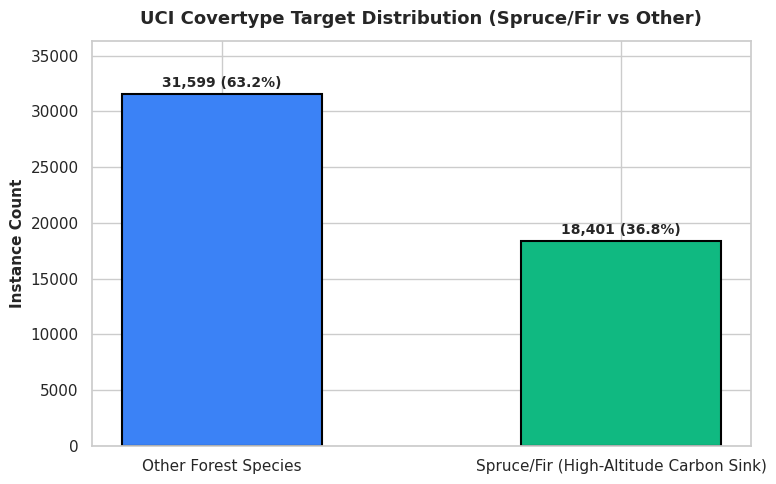 UCI Covertype Target Distribution (Spruce/Fir vs Other)
Instance Count
35000
30000
25000
20000
15000
10000
5000
0
31,599 (63.2%)
18,401 (36.8%)
Other Forest Species
Spruce/Fir (High-Altitude Carbon Sink)